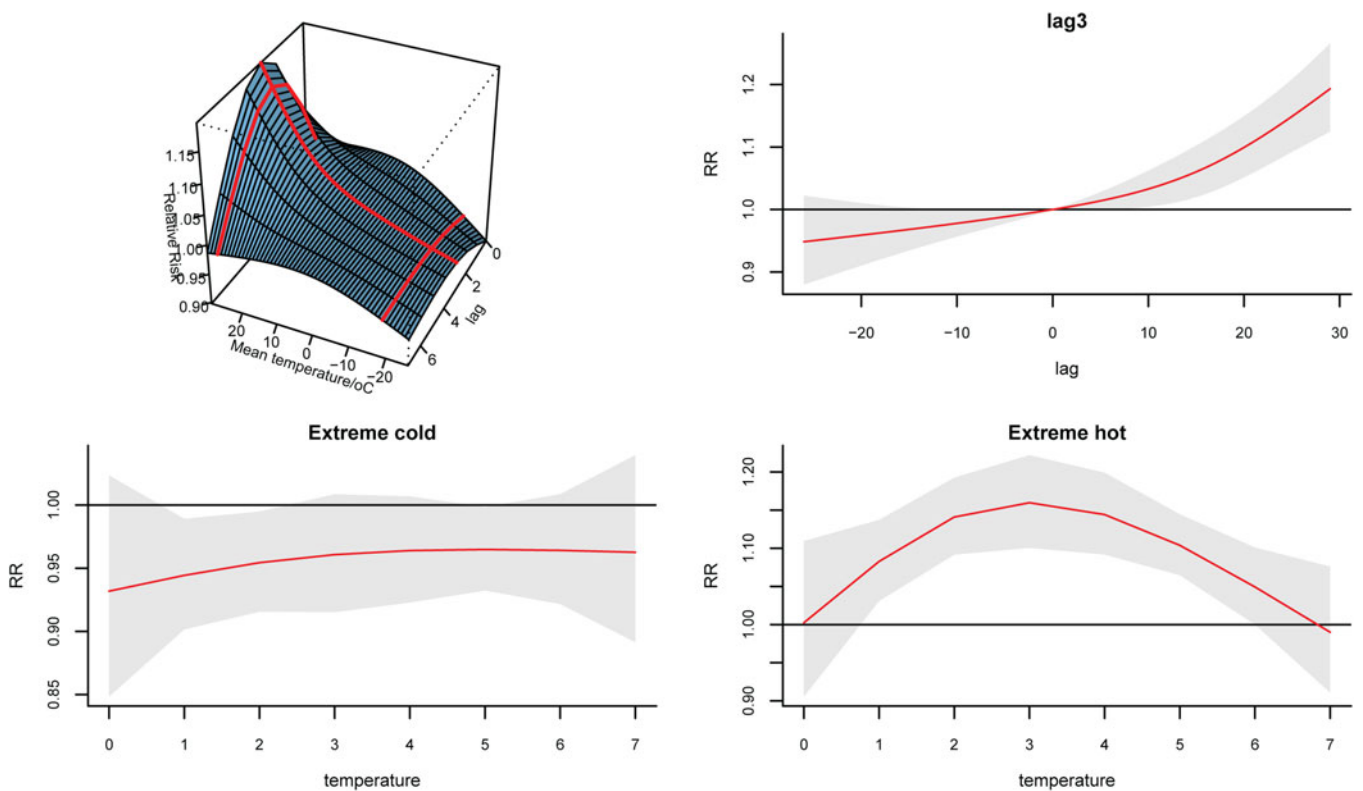 1.15
1.10
1.05
1.00
0.95
0.90
Relative Risk
20
10
0
−10
−20
Mean temperature/oC
0
2
4
6
lag
lag3
1.2
1.1
1.0
0.9
RR
−20 −10 0 10 20 30
lag
Extreme cold
1.00
0.95
0.90
0.85
RR
0 1 2 3 4 5 6 7
temperature
Extreme hot
1.20
1.10
1.00
0.90
RR
0 1 2 3 4 5 6 7
temperature